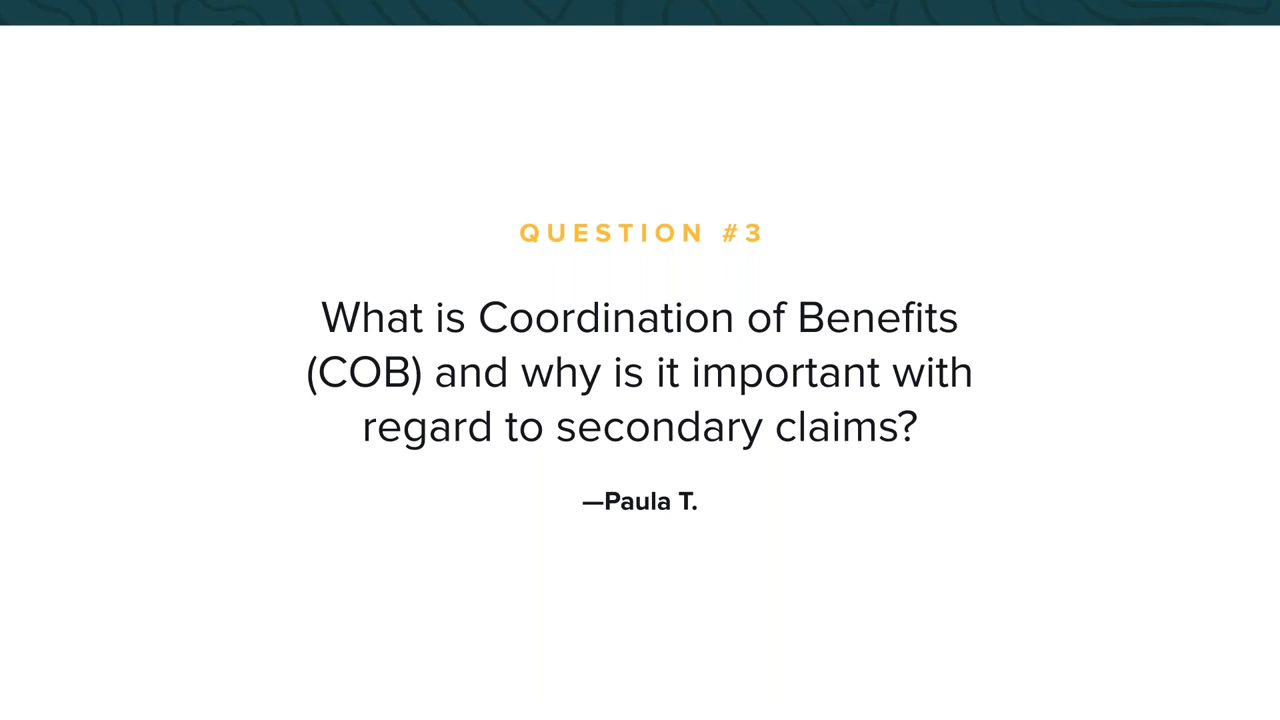 QUESTION #3
What is Coordination of Benefits
(COB) and why is it important with
regard to secondary claims?
—Paula T.